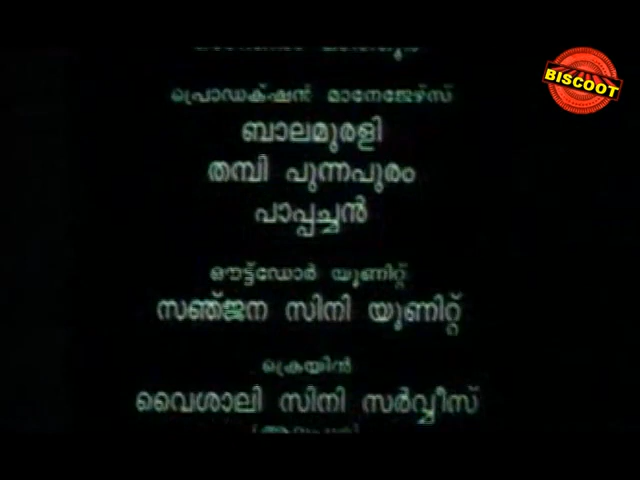 BISCOOT
പ്രൊഡക്ഷൻ മാനേജേഴ്സ്
ബാലമുരളി
തമ്പി പുന്നപുരം
പാപ്പച്ചൻ
ഔട്ട്ഡോർ യൂണിറ്റ്
സഞ്ജന സിനി യൂണിറ്റ്
ക്രെയിൻ
വൈശാലി സിനി സർവ്വീസ്